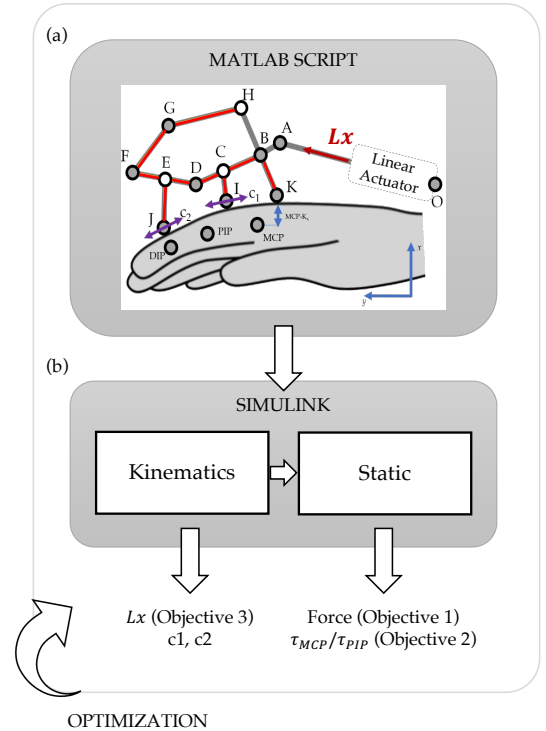 (a)
MATLAB SCRIPT
H
G
A
B
Lx
C
F
E
D
Linear
Actuator
I
c1
K
O
J
c2
MCP-Kx
PIP
MCP
DIP
x
y
(b)
SIMULINK
Kinematics
Static
Lx (Objective 3)
c1, c2
Force (Objective 1)
τMCP/τPIP (Objective 2)
OPTIMIZATION